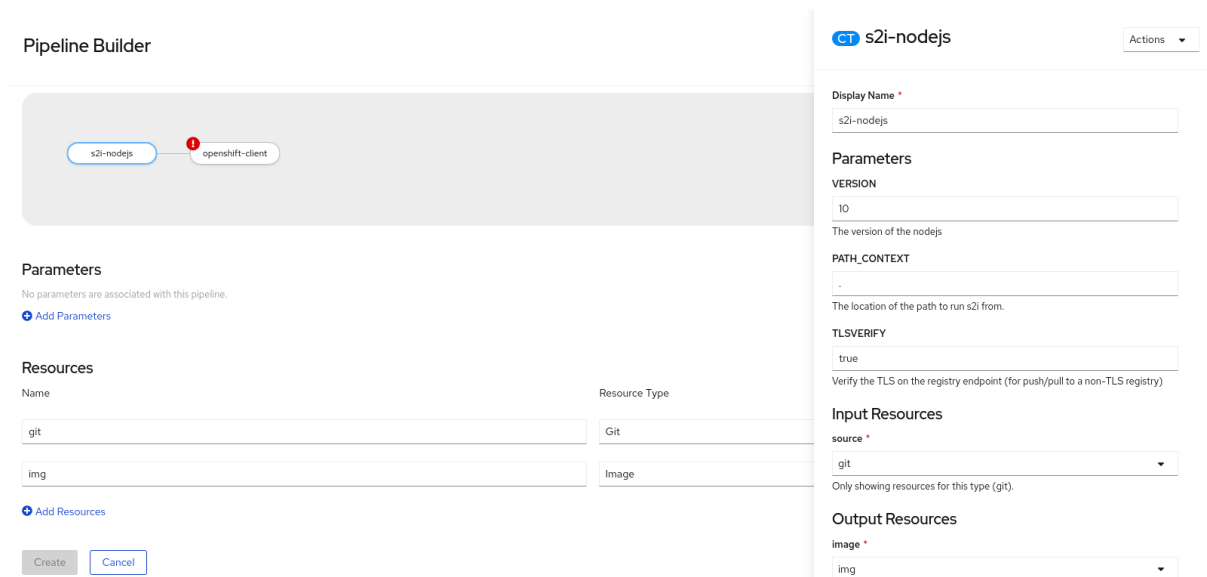 Pipeline Builder
s2i-nodejs
openshift-client
Parameters
No parameters are associated with this pipeline.
Add Parameters
Resources
Name Resource Type
git Git
img Image
Add Resources
Create Cancel
CT s2i-nodejs
Actions
Display Name *
s2i-nodejs
Parameters
VERSION
10
The version of the nodejs
PATH_CONTEXT
.
The location of the path to run s2i from.
TLSVERIFY
true
Verify the TLS on the registry endpoint (for push/pull to a non-TLS registry)
Input Resources
source *
git
Only showing resources for this type (git).
Output Resources
image *
img